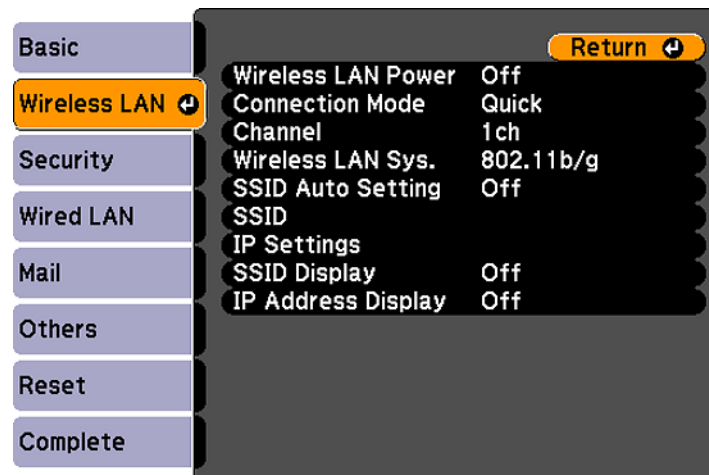 Basic
Wireless LAN
Security
Wired LAN
Mail
Others
Reset
Complete
Return
Wireless LAN Power Off
Connection Mode Quick
Channel 1ch
Wireless LAN Sys. 802.11b/g
SSID Auto Setting Off
SSID
IP Settings
SSID Display Off
IP Address Display Off